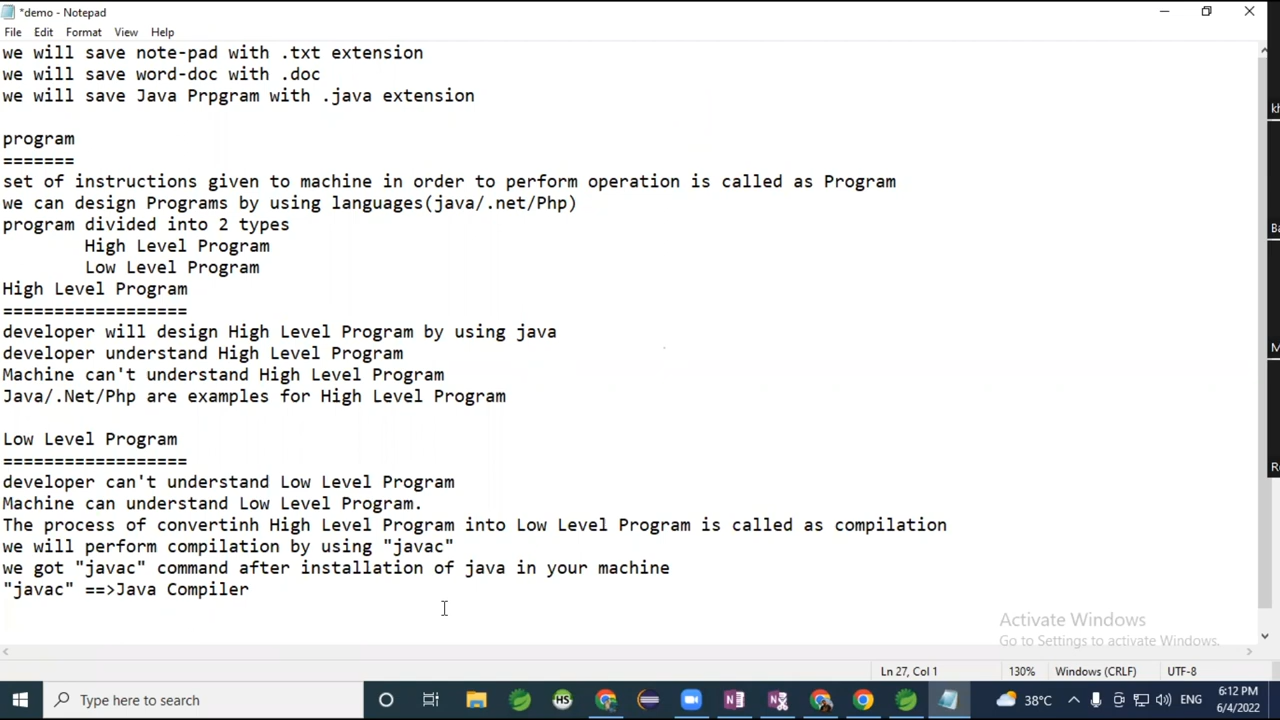 *demo - Notepad
File Edit Format View Help
we will save note-pad with .txt extension
we will save word-doc with .doc
we will save Java Prpgram with .java extension
program
=======
set of instructions given to machine in order to perform operation is called as Program
we can design Programs by using languages(java/.net/Php)
program divided into 2 types
High Level Program
Low Level Program
High Level Program
==================
developer will design High Level Program by using java
developer understand High Level Program
Machine can't understand High Level Program
Java/.Net/Php are examples for High Level Program
Low Level Program
==================
developer can't understand Low Level Program
Machine can understand Low Level Program.
The process of convertinh High Level Program into Low Level Program is called as compilation
we will perform compilation by using "javac"
we got "javac" command after installation of java in your machine
"javac" ==>Java Compiler
Activate Windows
Go to Settings to activate Windows.
Ln 27, Col 1 130% Windows (CRLF) UTF-8
Type here to search
HS
38°C ENG
6:12 PM
6/4/2022